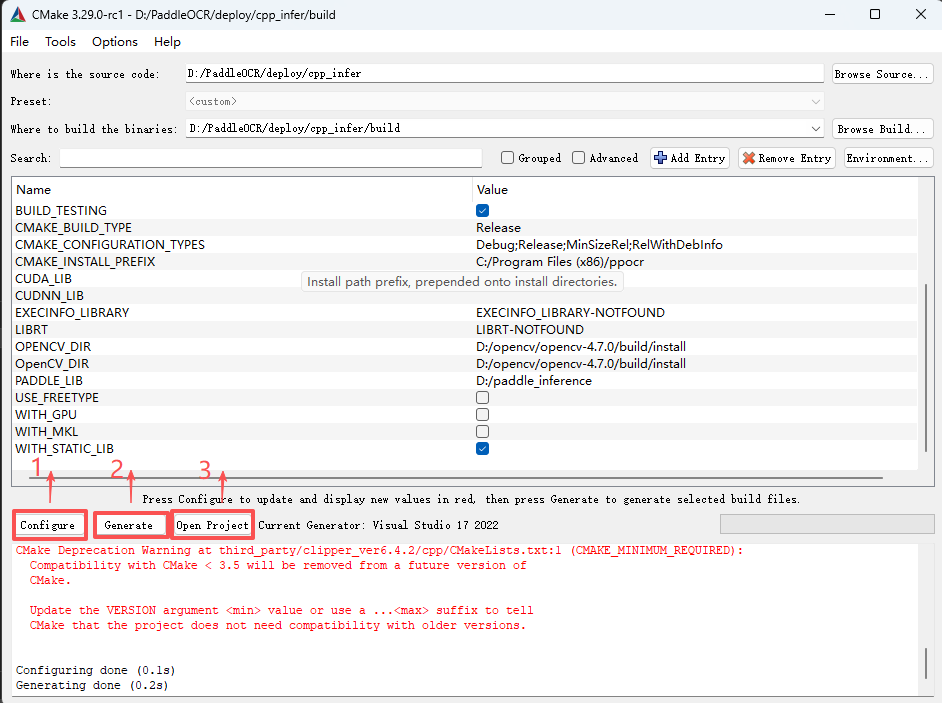 CMake 3.29.0-rc1 - D:/PaddleOCR/deploy/cpp_infer/build
File Tools Options Help
Where is the source code: D:/PaddleOCR/deploy/cpp_infer Browse Source...
Preset: <custom>
Where to build the binaries: D:/PaddleOCR/deploy/cpp_infer/build Browse Build...
Search: Grouped Advanced Add Entry Remove Entry Environment...
Name Value
BUILD_TESTING
CMAKE_BUILD_TYPE Release
CMAKE_CONFIGURATION_TYPES Debug;Release;MinSizeRel;RelWithDebInfo
CMAKE_INSTALL_PREFIX C:/Program Files (x86)/ppocr
CUDA_LIB
Install path prefix, prepended onto install directories.
CUDNN_LIB
EXECINFO_LIBRARY EXECINFO_LIBRARY-NOTFOUND
LIBRT LIBRT-NOTFOUND
OPENCV_DIR D:/opencv/opencv-4.7.0/build/install
OpenCV_DIR D:/opencv/opencv-4.7.0/build/install
PADDLE_LIB D:/paddle_inference
USE_FREETYPE
WITH_GPU
WITH_MKL
WITH_STATIC_LIB
1 2 3
Press Configure to update and display new values in red, then press Generate to generate selected build files.
Configure Generate Open Project Current Generator: Visual Studio 17 2022
CMake Deprecation Warning at third_party/clipper_ver6.4.2/cpp/CMakeLists.txt:1 (CMAKE_MINIMUM_REQUIRED):
Compatibility with CMake < 3.5 will be removed from a future version of
CMake.
Update the VERSION argument <min> value or use a ...<max> suffix to tell
CMake that the project does not need compatibility with older versions.
Configuring done (0.1s)
Generating done (0.2s)